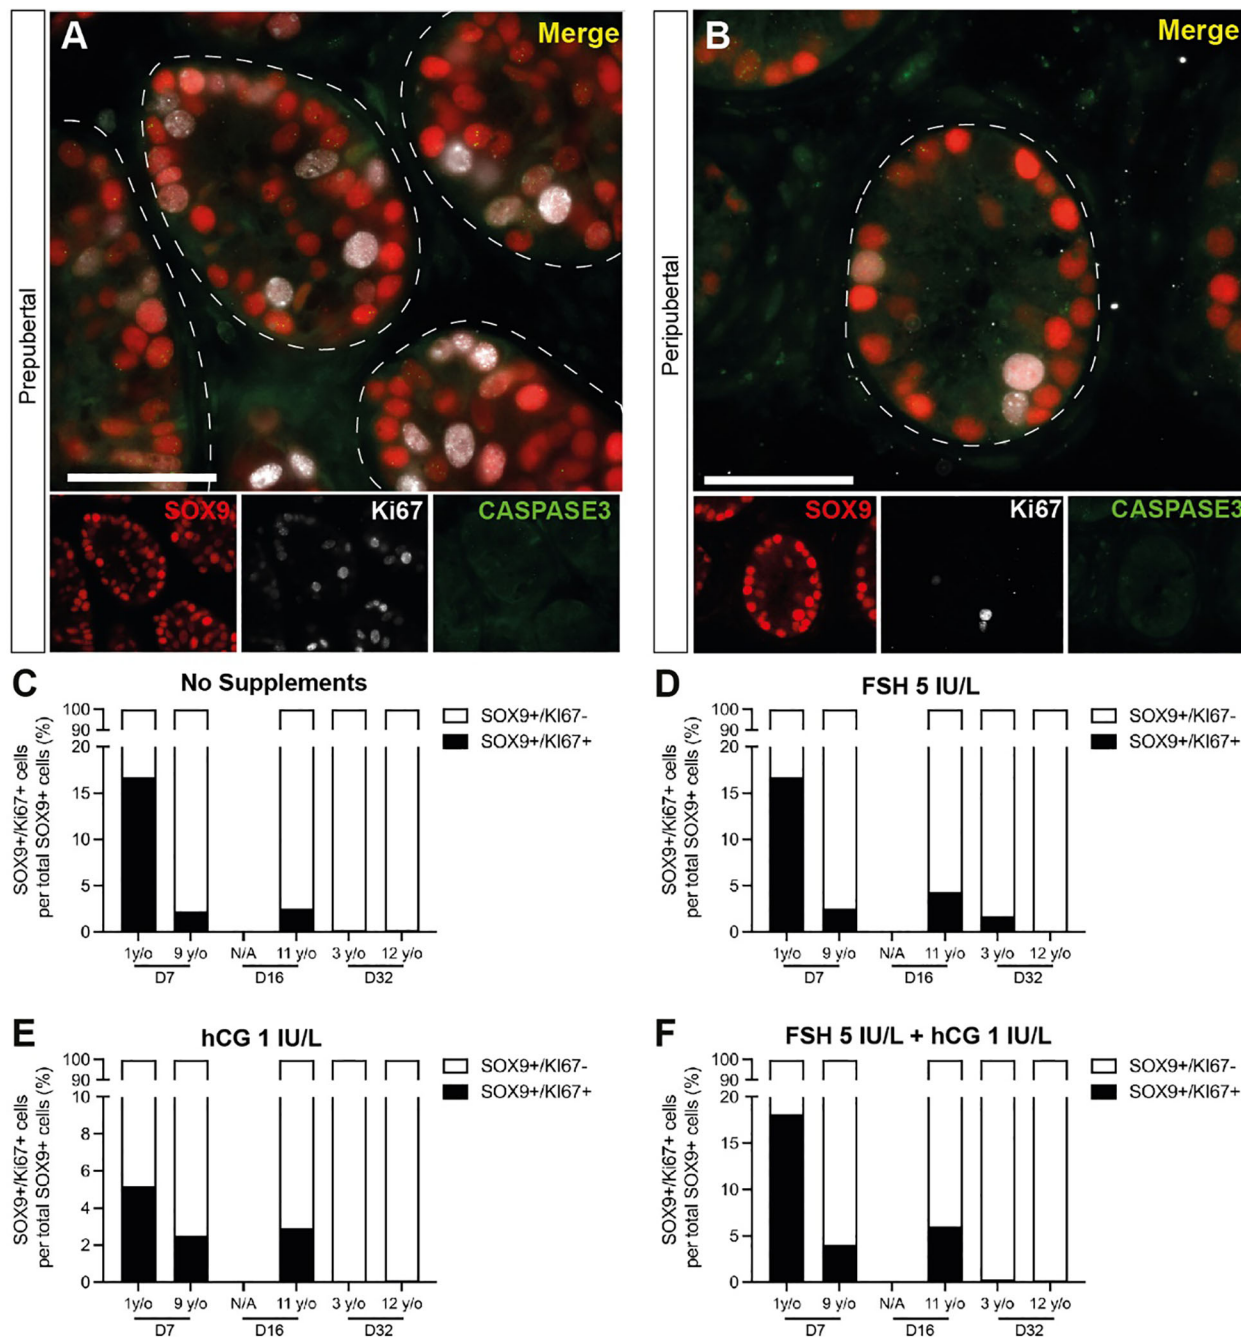 A
Merge
Prepubertal
SOX9
Ki67
CASPASE3
B
Merge
Peripubertal
SOX9
Ki67
CASPASE3
C
No Supplements
SOX9+/Ki67+ cells
per total SOX9+ cells (%)
100
90
20
15
10
5
0
SOX9+/KI67-
SOX9+/KI67+
1y/o 9 y/o N/A 11 y/o 3 y/o 12 y/o
D7 D16 D32
D
FSH 5 IU/L
SOX9+/Ki67+ cells
per total SOX9+ cells (%)
100
90
20
15
10
5
0
SOX9+/KI67-
SOX9+/KI67+
1y/o 9 y/o N/A 11 y/o 3 y/o 12 y/o
D7 D16 D32
E
hCG 1 IU/L
SOX9+/Ki67+ cells
per total SOX9+ cells (%)
100
90
10
8
6
4
2
0
SOX9+/KI67-
SOX9+/KI67+
1y/o 9 y/o N/A 11 y/o 3 y/o 12 y/o
D7 D16 D32
F
FSH 5 IU/L + hCG 1 IU/L
SOX9+/Ki67+ cells
per total SOX9+ cells (%)
100
90
20
15
10
5
0
SOX9+/KI67-
SOX9+/KI67+
1y/o 9 y/o N/A 11 y/o 3 y/o 12 y/o
D7 D16 D32